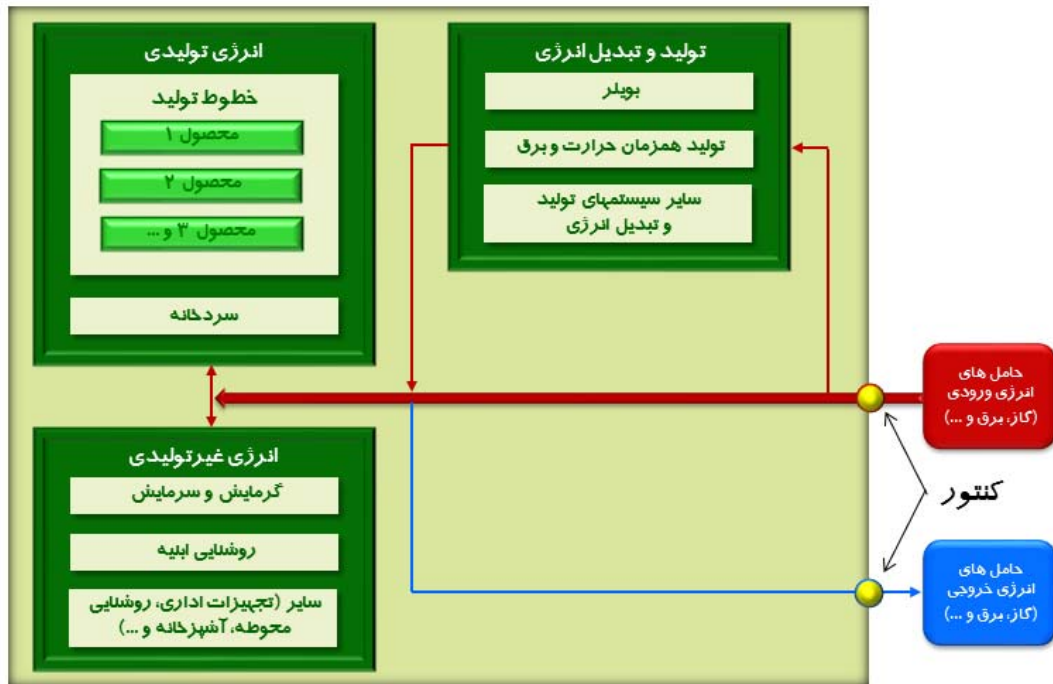 تولید و تبدیل انرژی
بویلر
تولید همزمان حرارت و برق
سایر سیستمهای تولید
و تبدیل انرژی
انرژی تولیدی
خطوط تولید
محصول ۱
محصول ۲
محصول ۳ و...
سردخانه
حامل های
انرژی ورودی
(گاز، برق و ...)
کنتور
حامل های
انرژی خروجی
(گاز، برق و ...)
انرژی غیرتولیدی
گرمایش و سرمایش
روشنایی ابنیه
سایر (تجهیزات اداری، روشنایی
محوطه، آشپزخانه و ...)